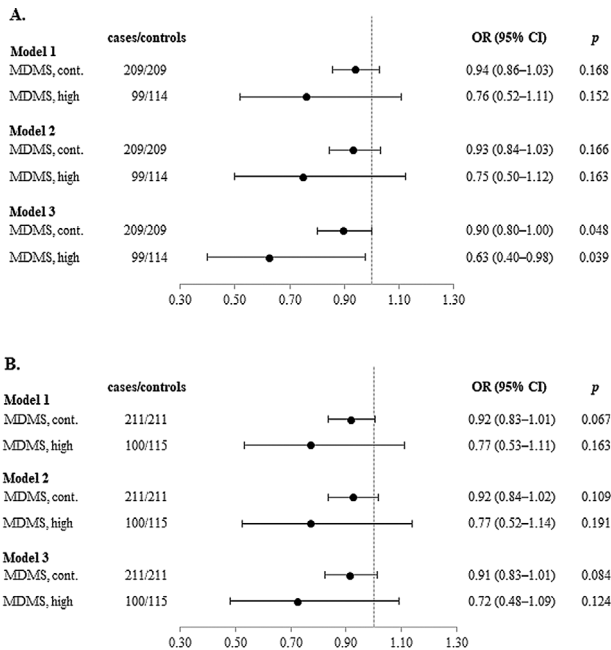 A.
cases/controls OR (95% CI) p
Model 1
MDMS, cont. 209/209 0.94 (0.86–1.03) 0.168
MDMS, high 99/114 0.76 (0.52–1.11) 0.152
Model 2
MDMS, cont. 209/209 0.93 (0.84–1.03) 0.166
MDMS, high 99/114 0.75 (0.50–1.12) 0.163
Model 3
MDMS, cont. 209/209 0.90 (0.80–1.00) 0.048
MDMS, high 99/114 0.63 (0.40–0.98) 0.039
0.30 0.50 0.70 0.90 1.10 1.30
B.
cases/controls OR (95% CI) p
Model 1
MDMS, cont. 211/211 0.92 (0.83–1.01) 0.067
MDMS, high 100/115 0.77 (0.53–1.11) 0.163
Model 2
MDMS, cont. 211/211 0.92 (0.84–1.02) 0.109
MDMS, high 100/115 0.77 (0.52–1.14) 0.191
Model 3
MDMS, cont. 211/211 0.91 (0.83–1.01) 0.084
MDMS, high 100/115 0.72 (0.48–1.09) 0.124
0.30 0.50 0.70 0.90 1.10 1.30